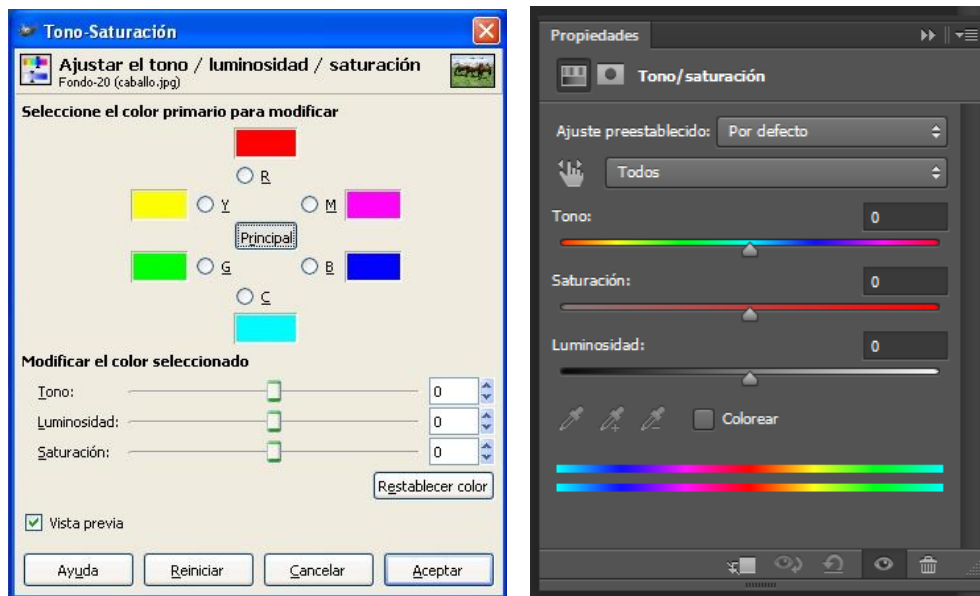 Tono-Saturación
Ajustar el tono / luminosidad / saturación
Fondo-20 (caballo.jpg)
Seleccione el color primario para modificar
R
Y
M
Principal
G
B
C
Modificar el color seleccionado
Tono: 0
Luminosidad: 0
Saturación: 0
Restablecer color
Vista previa
Ayuda Reiniciar Cancelar Aceptar
Propiedades
Tono/saturación
Ajuste preestablecido: Por defecto
Todos
Tono: 0
Saturación: 0
Luminosidad: 0
Colorear